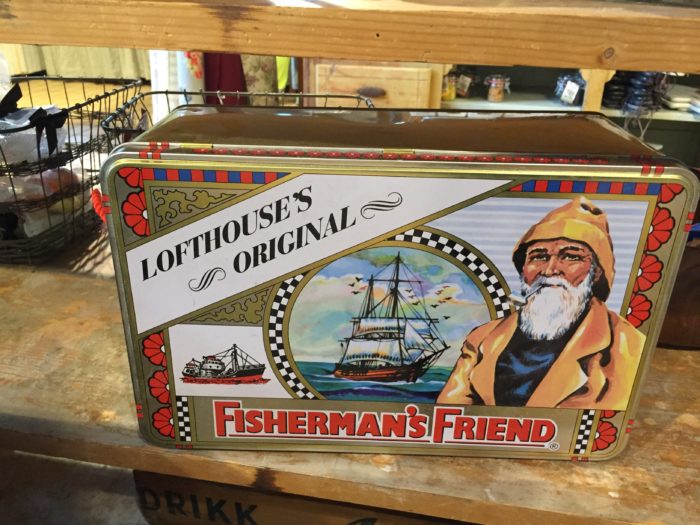 LOFTHOUSE'S
ORIGINAL
FISHERMAN'S FRIEND
®
DRIKK